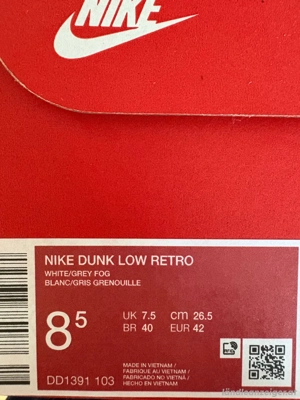 NIKE
NIKE DUNK LOW RETRO
WHITE/GREY FOG
BLANC/GRIS GRENOUILLE
8⁵
UK 7.5 cm 26.5
BR 40 EUR 42
MADE IN VIETNAM /
FABRIQUE AU VIETNAM /
FABRICADO NO VIETNÃ /
HECHO EN VIETNAM
DD1391 103